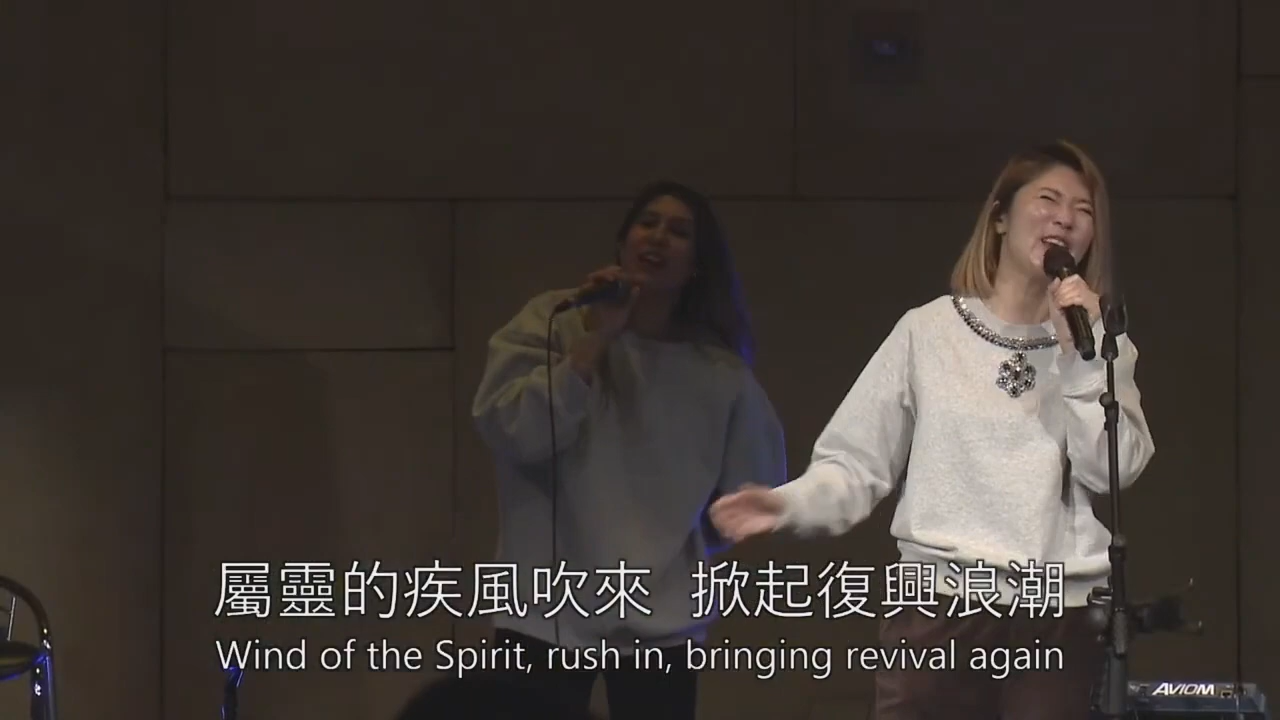 屬靈的疾風吹來 掀起復興浪潮
Wind of the Spirit, rush in, bringing revival again
AVIOM